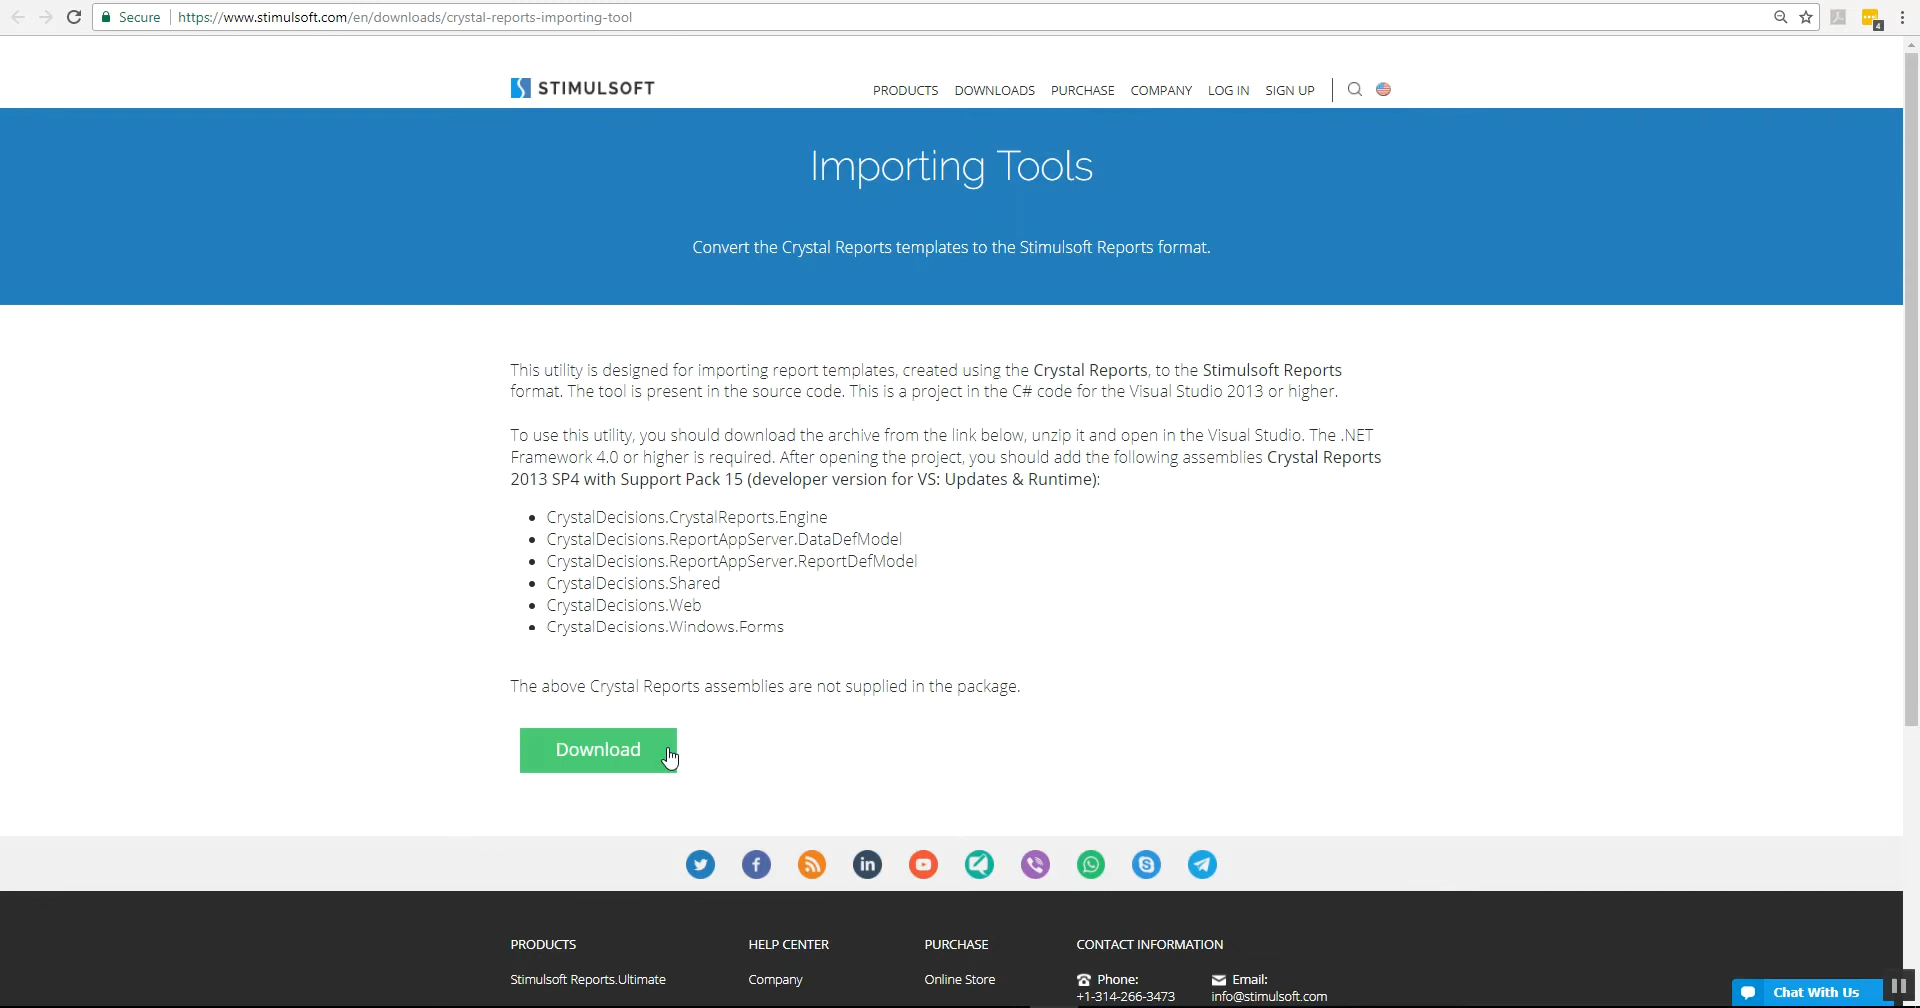 Secure
https://www.stimulsoft.com/en/downloads/crystal-reports-importing-tool
4
STIMULSOFT
PRODUCTS DOWNLOADS PURCHASE COMPANY LOG IN SIGN UP
Importing Tools
Convert the Crystal Reports templates to the Stimulsoft Reports format.
This utility is designed for importing report templates, created using the Crystal Reports, to the Stimulsoft Reports
format. The tool is present in the source code. This is a project in the C# code for the Visual Studio 2013 or higher.
To use this utility, you should download the archive from the link below, unzip it and open in the Visual Studio. The .NET
Framework 4.0 or higher is required. After opening the project, you should add the following assemblies Crystal Reports
2013 SP4 with Support Pack 15 (developer version for VS: Updates & Runtime):
CrystalDecisions.CrystalReports.Engine
CrystalDecisions.ReportAppServer.DataDefModel
CrystalDecisions.ReportAppServer.ReportDefModel
CrystalDecisions.Shared
CrystalDecisions.Web
CrystalDecisions.Windows.Forms
The above Crystal Reports assemblies are not supplied in the package.
Download
PRODUCTS HELP CENTER PURCHASE CONTACT INFORMATION
Stimulsoft Reports.Ultimate Company Online Store Phone: Email:
+1-314-266-3473 info@stimulsoft.com
Chat With Us